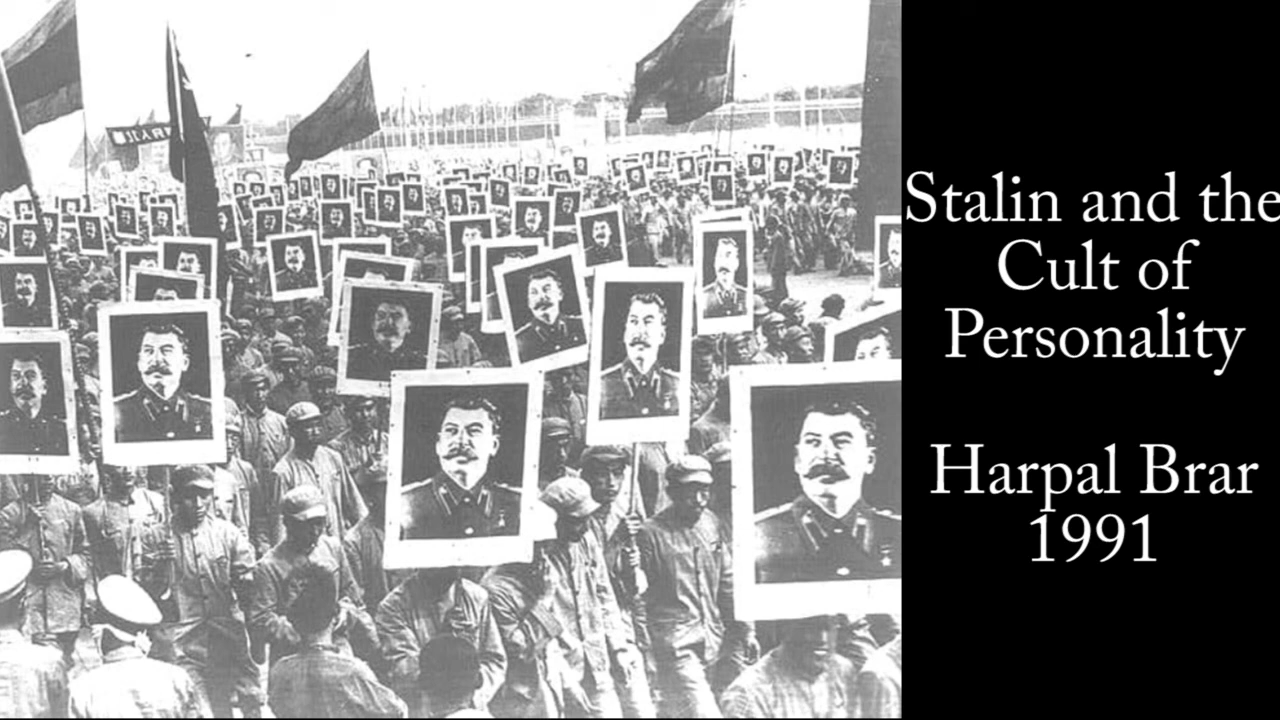 Stalin and the
Cult of
Personality
Harpal Brar
1991